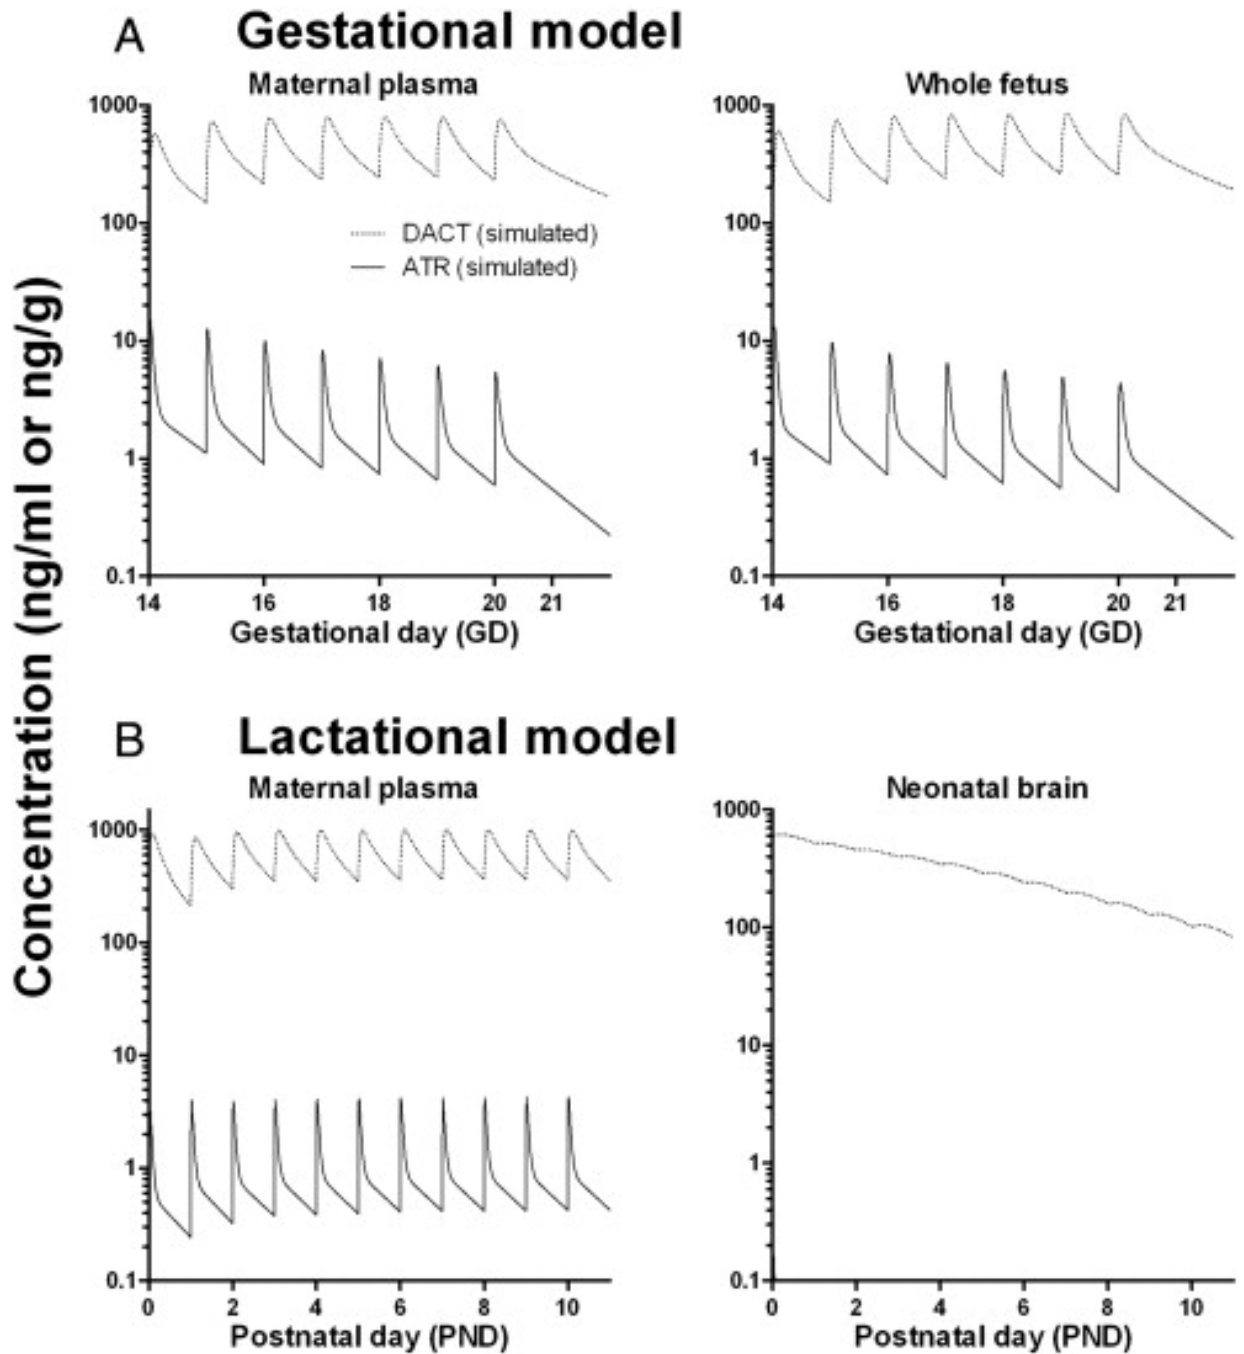 A Gestational model
Maternal plasma
1000
100
10
1
0.1
14 16 18 20 21
Gestational day (GD)
DACT (simulated)
ATR (simulated)
Whole fetus
1000
100
10
1
0.1
14 16 18 20 21
Gestational day (GD)
Concentration (ng/ml or ng/g)
B Lactational model
Maternal plasma
1000
100
10
1
0.1
0 2 4 6 8 10
Postnatal day (PND)
Neonatal brain
1000
100
10
1
0.1
0 2 4 6 8 10
Postnatal day (PND)